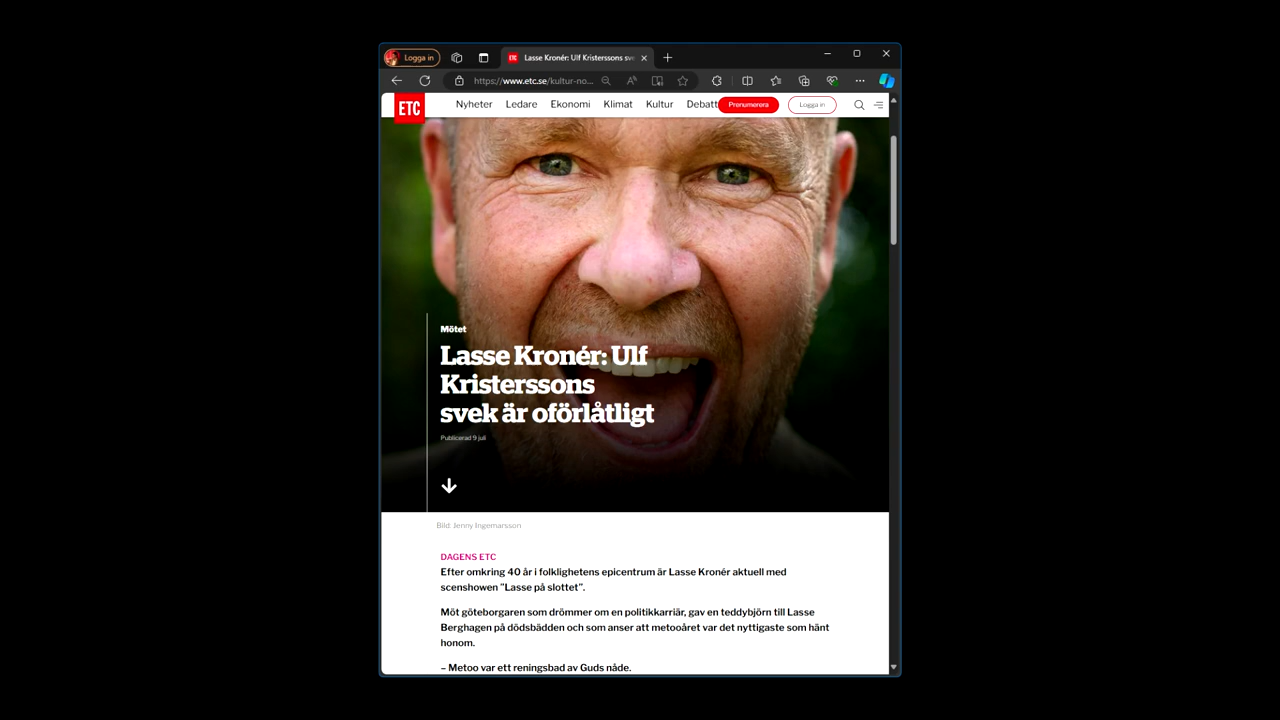 Logga in
Lasse Kronér: Ulf Kristerssons sve
https://www.etc.se/kultur-no...
ETC
Nyheter Ledare Ekonomi Klimat Kultur Debatt
Prenumerera
Logga in
Mötet
Lasse Kronér: Ulf
Kristerssons
svek är oförlåtligt
Publicerad 9 juli
Bild: Jenny Ingemarsson
DAGENS ETC
Efter omkring 40 år i folklighetens epicentrum är Lasse Kronér aktuell med
scenshowen ”Lasse på slottet”.
Möt göteborgaren som drömmer om en politikkarriär, gav en teddybjörn till Lasse
Berghagen på dödsbädden och som anser att metooåret var det nyttigaste som hänt
honom.
– Metoo var ett reningsbad av Guds nåde.